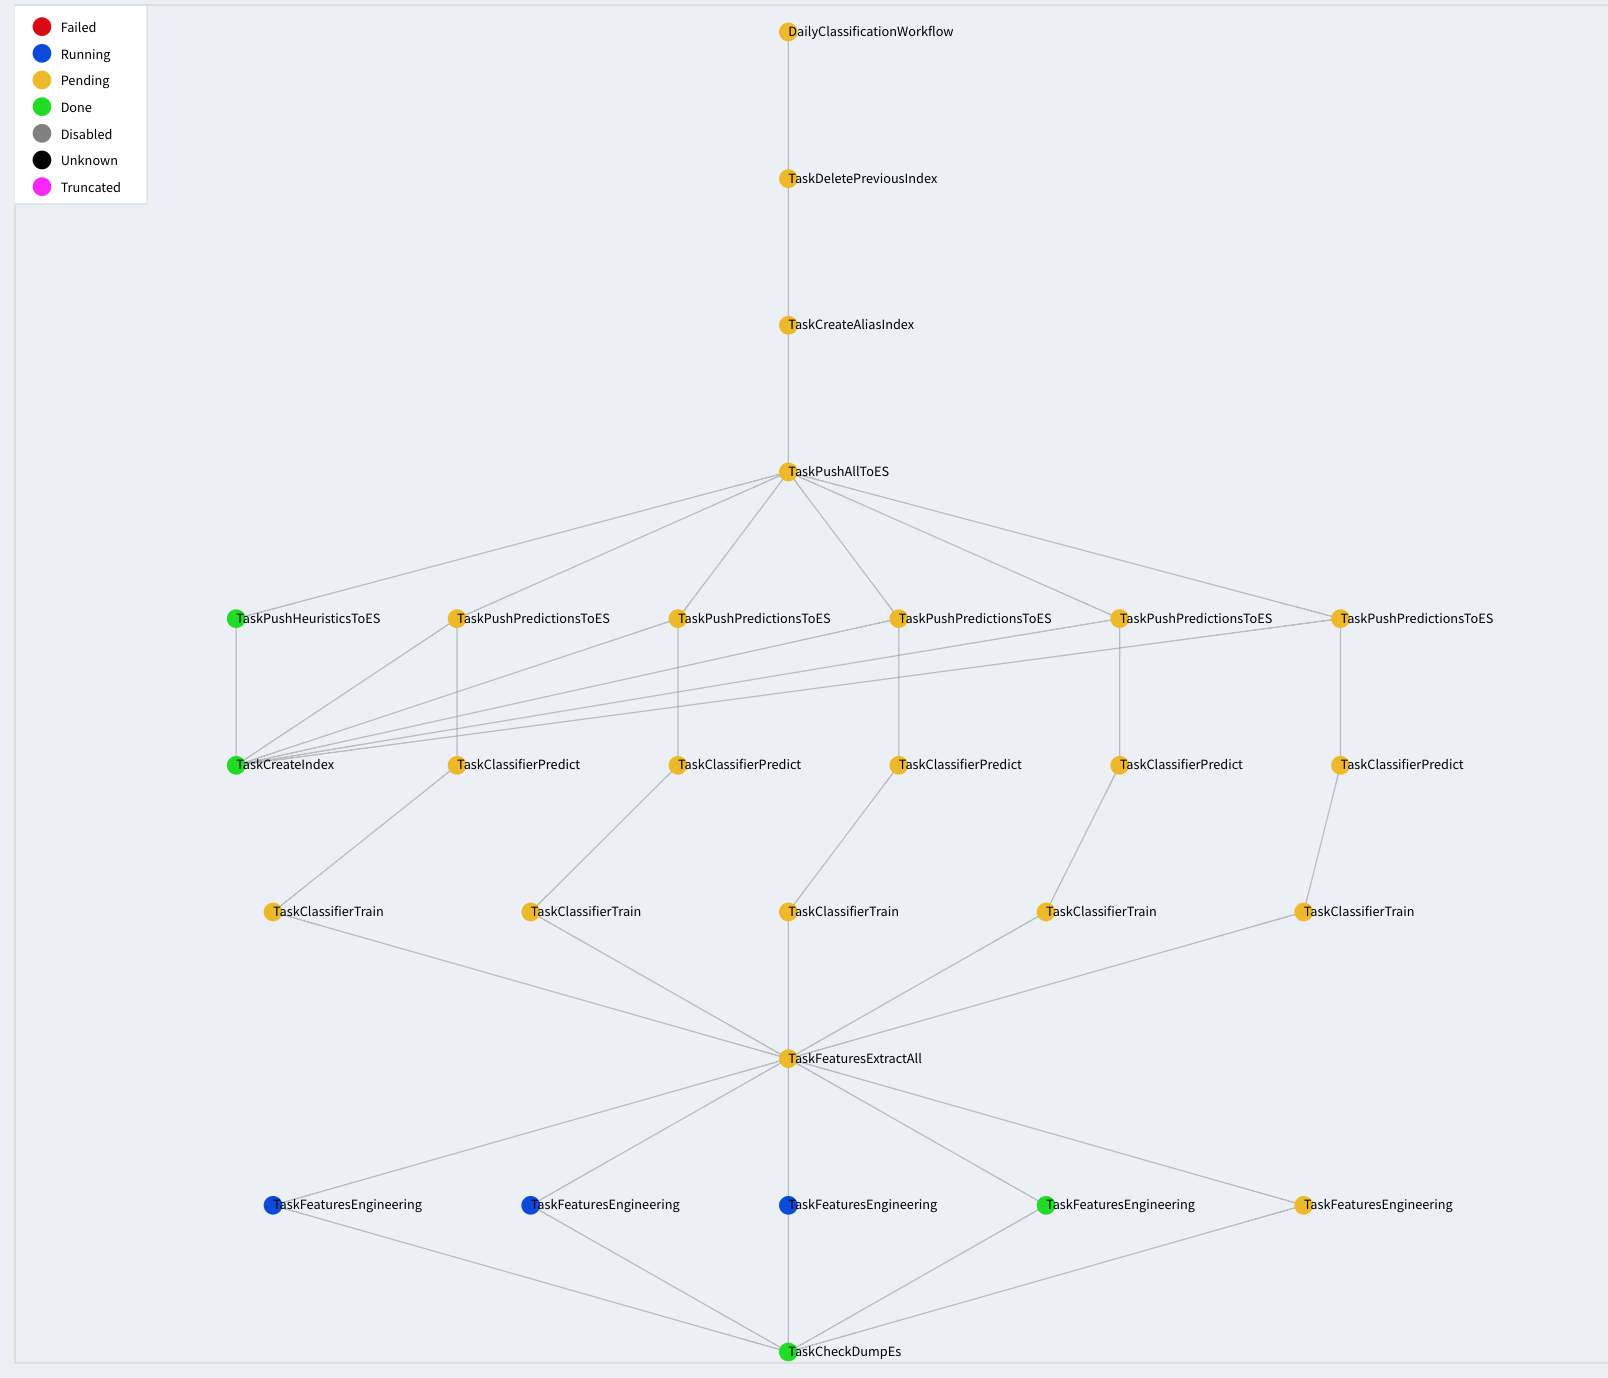 Failed
Running
Pending
Done
Disabled
Unknown
Truncated
DailyClassificationWorkflow
TaskDeletePreviousIndex
TaskCreateAliasIndex
TaskPushAllToES
TaskPushHeuristicsToES TaskPushPredictionsToES TaskPushPredictionsToES TaskPushPredictionsToES TaskPushPredictionsToES TaskPushPredictionsToES
TaskCreateIndex TaskClassifierPredict TaskClassifierPredict TaskClassifierPredict TaskClassifierPredict TaskClassifierPredict
TaskClassifierTrain TaskClassifierTrain TaskClassifierTrain TaskClassifierTrain TaskClassifierTrain
TaskFeaturesExtractAll
TaskFeaturesEngineering TaskFeaturesEngineering TaskFeaturesEngineering TaskFeaturesEngineering TaskFeaturesEngineering
TaskCheckDumpEs